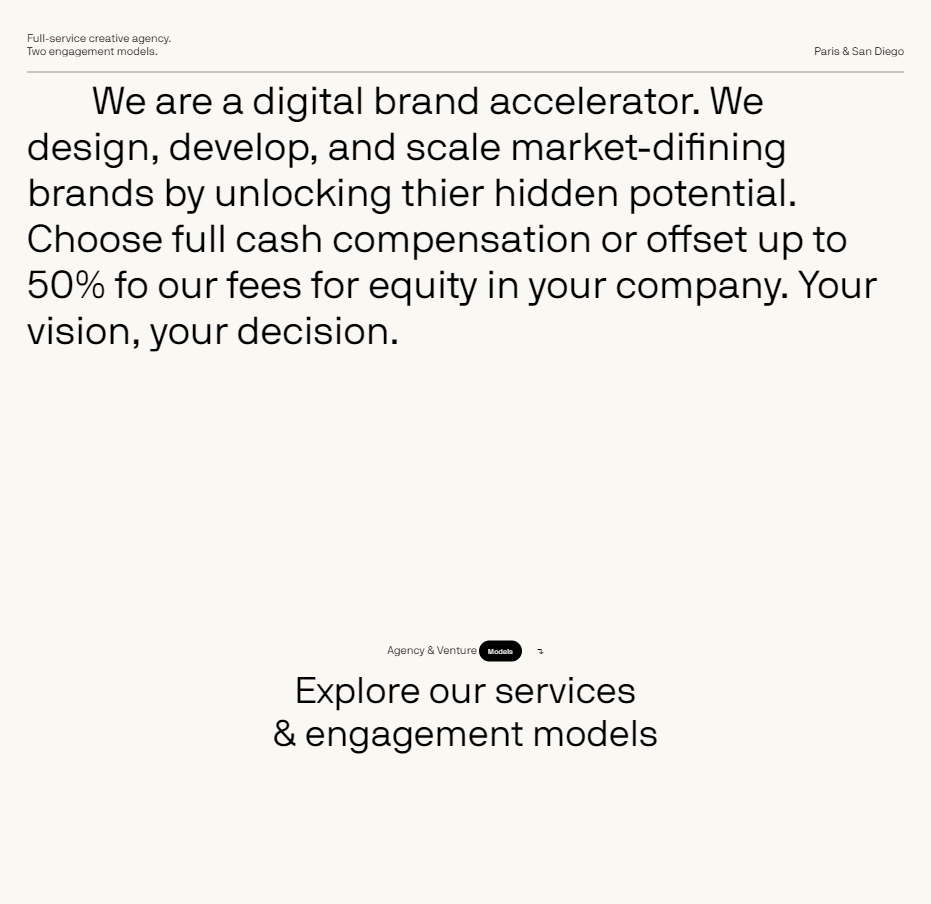 Full-service creative agency.
Two engagement models.
Paris & San Diego
We are a digital brand accelerator. We
design, develop, and scale market-difining
brands by unlocking thier hidden potential.
Choose full cash compensation or offset up to
50% fo our fees for equity in your company. Your
vision, your decision.
Agency & Venture Models
Explore our services
& engagement models